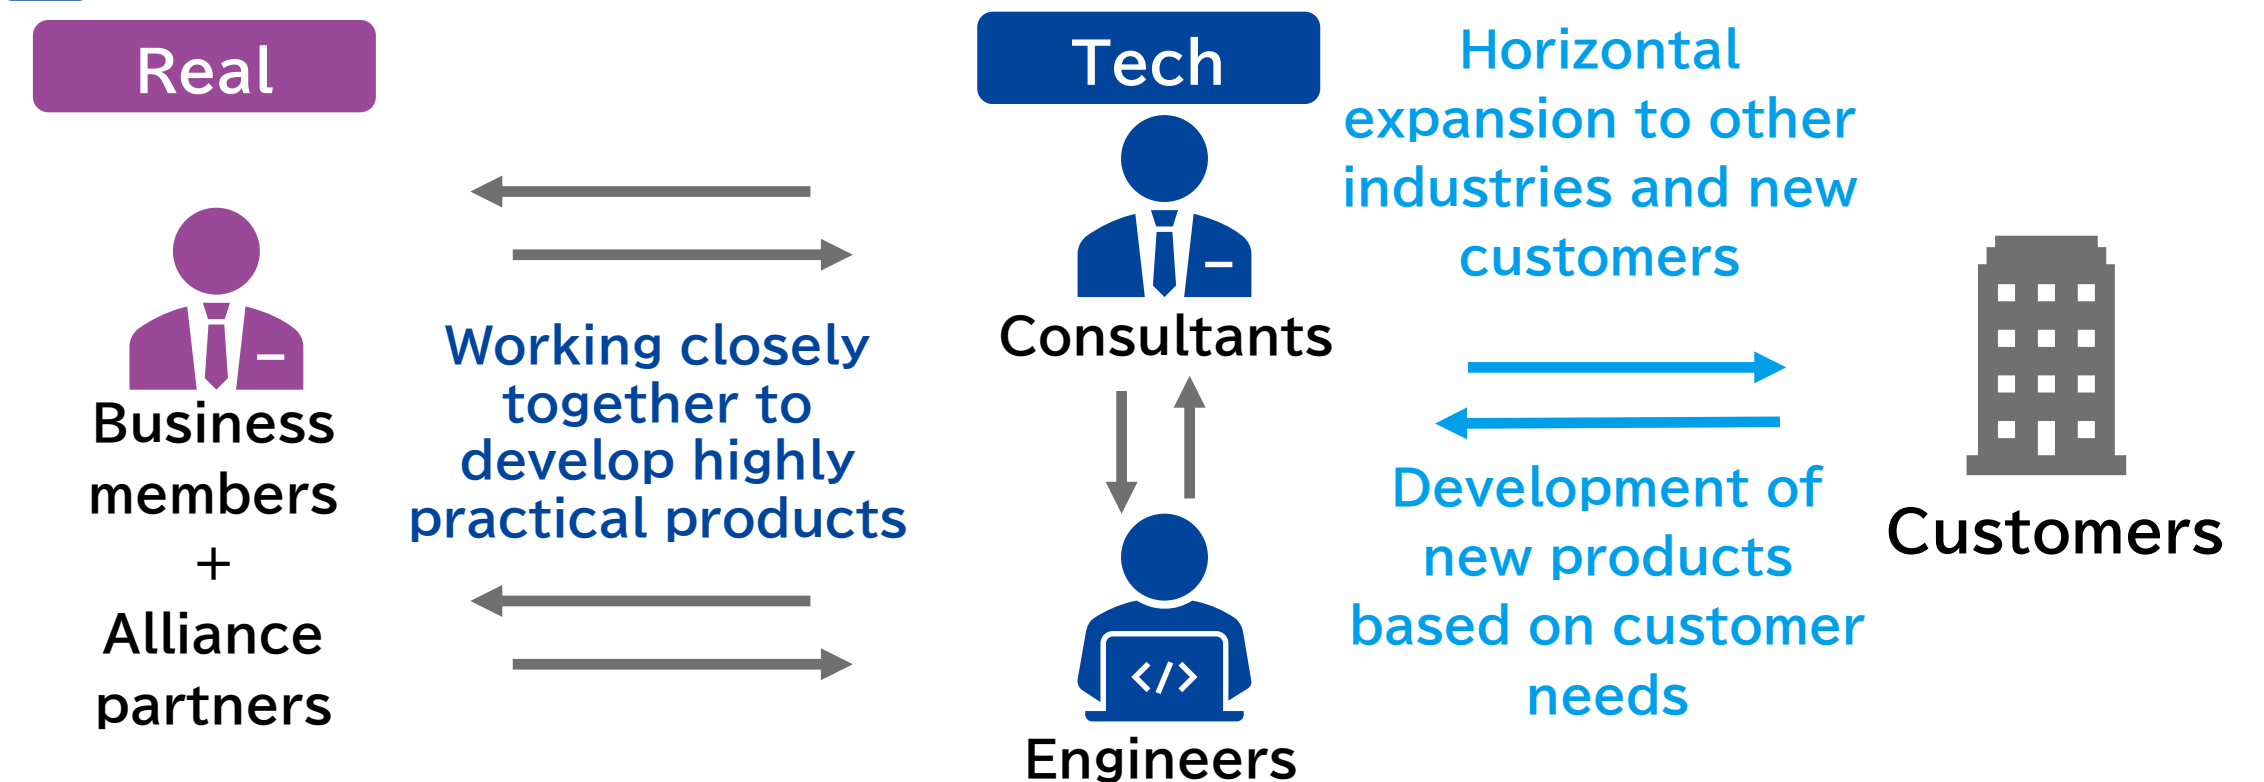 Real
Business
members
+
Alliance
partners
Working closely
together to
develop highly
practical products
Tech
Consultants
</>
Engineers
Horizontal
expansion to other
industries and new
customers
Development of
new products
based on customer
needs
Customers